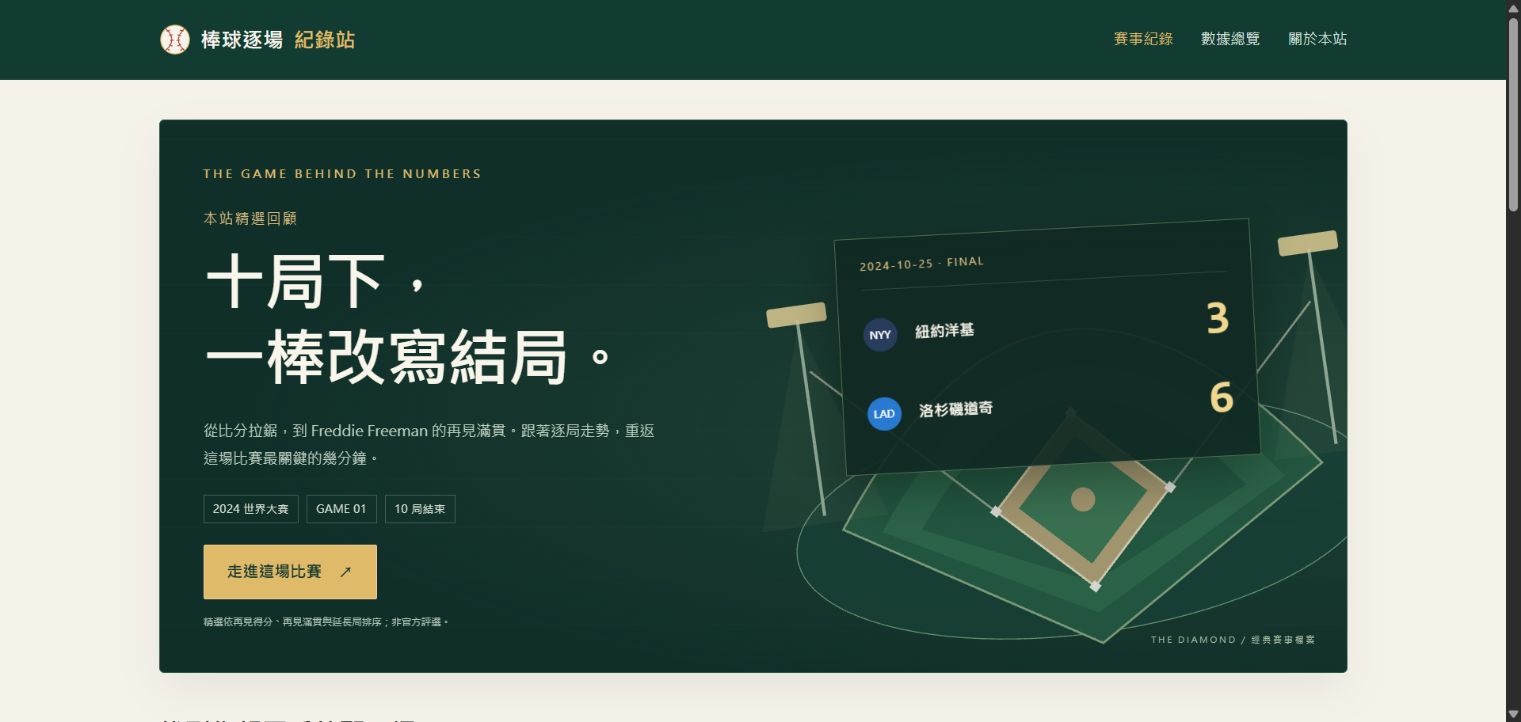 棒球逐場 紀錄站
賽事紀錄 數據總覽 關於本站
THE GAME BEHIND THE NUMBERS
本站精選回顧
十局下，
一棒改寫結局。
從比分拉鋸，到 Freddie Freeman 的再見滿貫。跟著逐局走勢，重返
這場比賽最關鍵的幾分鐘。
2024 世界大賽 GAME 01 10 局結束
走進這場比賽 ↗
精選依再見得分、再見滿貫與延長局排序；非官方評選。
2024-10-25 · FINAL
NYY 紐約洋基 3
LAD 洛杉磯道奇 6
THE DIAMOND / 經典賽事檔案